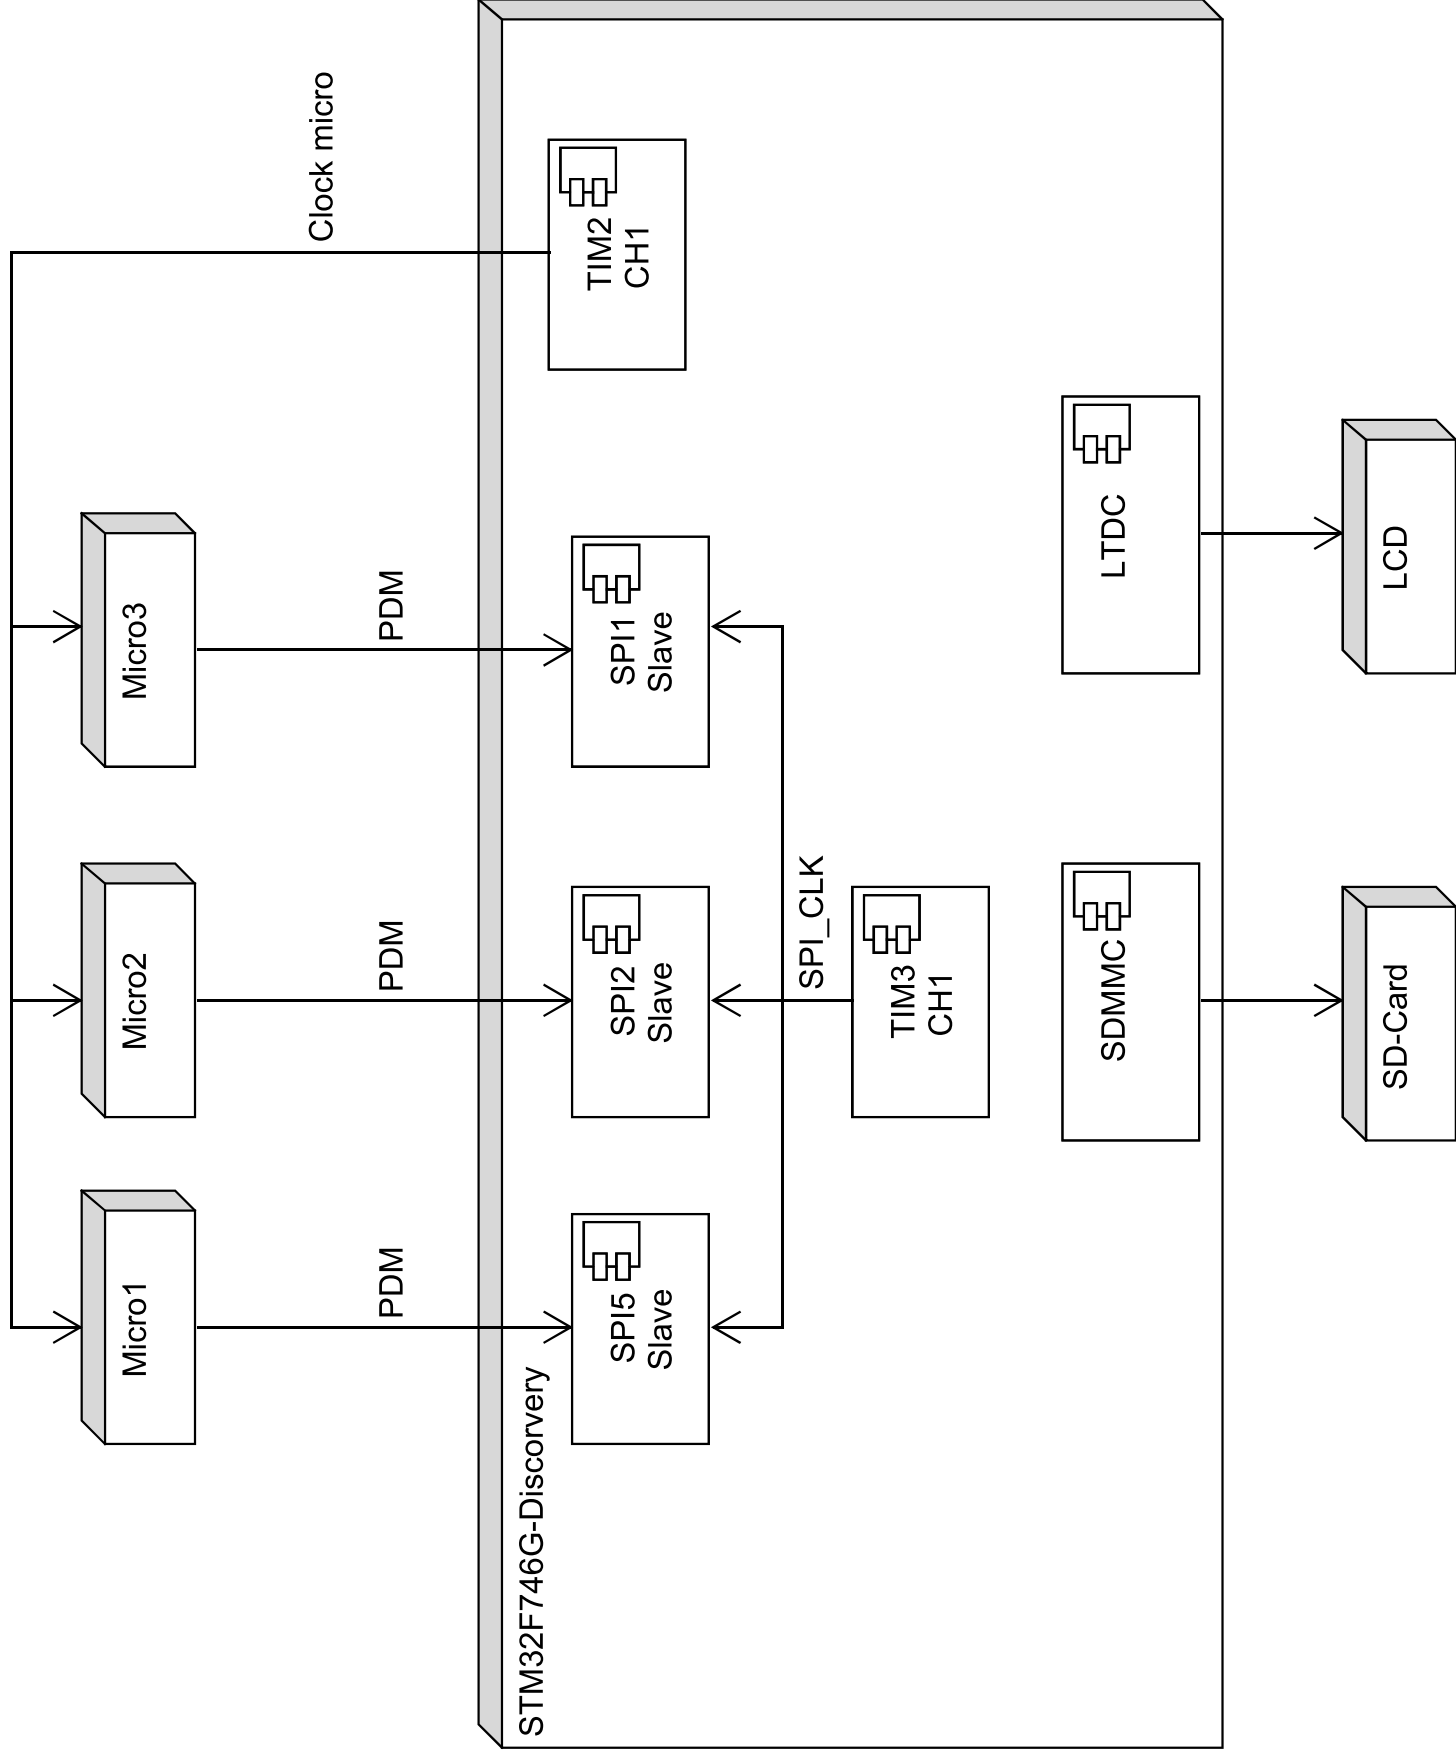 Micro1
Micro2
Micro3
Clock micro
PDM
PDM
PDM
STM32F746G-Discorvery
SPI5
Slave
SPI2
Slave
SPI1
Slave
TIM2
CH1
SPI_CLK
TIM3
CH1
SDMMC
LTDC
SD-Card
LCD